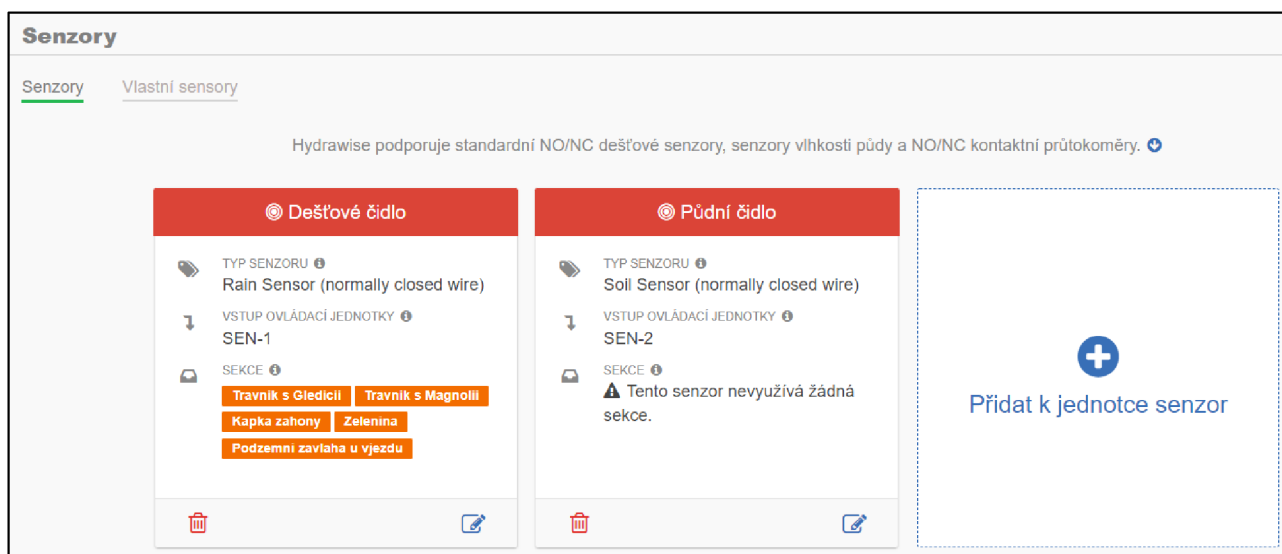 Senzory
Senzory
Vlastní sensory
Hydrawise podporuje standardní NO/NC dešťové senzory, senzory vlhkosti půdy a NO/NC kontaktní průtokoměry.
Dešťové čidlo
TYP SENZORU
Rain Sensor (normally closed wire)
VSTUP OVLÁDACÍ JEDNOTKY
SEN-1
SEKCE
Travnik s Gledicii
Travnik s Magnolii
Kapka zahony
Zelenina
Podzemni zavlaha u vjezdu
Půdní čidlo
TYP SENZORU
Soil Sensor (normally closed wire)
VSTUP OVLÁDACÍ JEDNOTKY
SEN-2
SEKCE
Tento senzor nevyužívá žádná
sekce.
Přidat k jednotce senzor